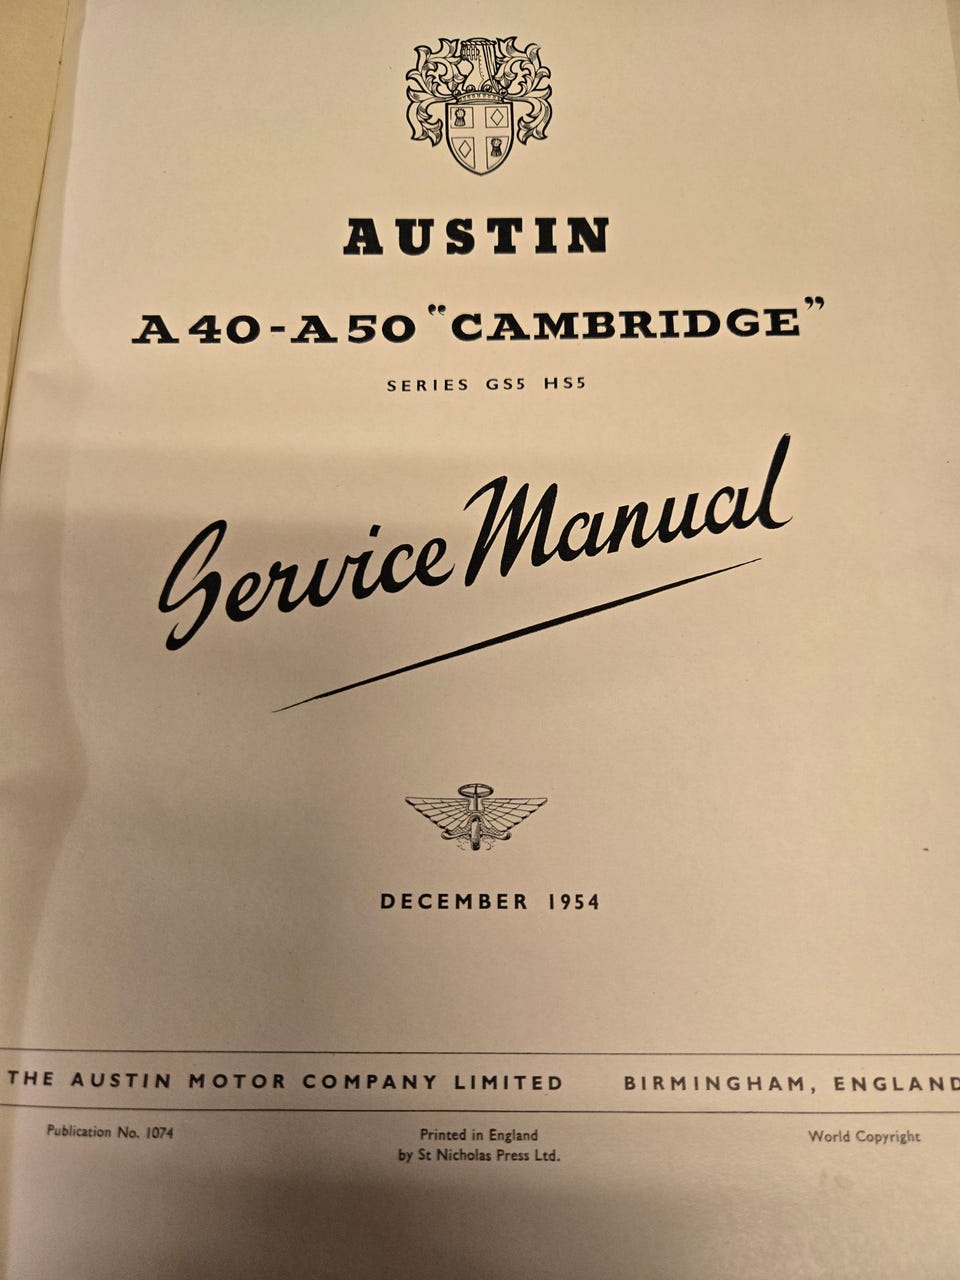 AUSTIN
A40-A50 "CAMBRIDGE"
SERIES GS5 HS5
Service Manual
DECEMBER 1954
THE AUSTIN MOTOR COMPANY LIMITED BIRMINGHAM, ENGLAND
Publication No. 1074
Printed in England
by St Nicholas Press Ltd.
World Copyright